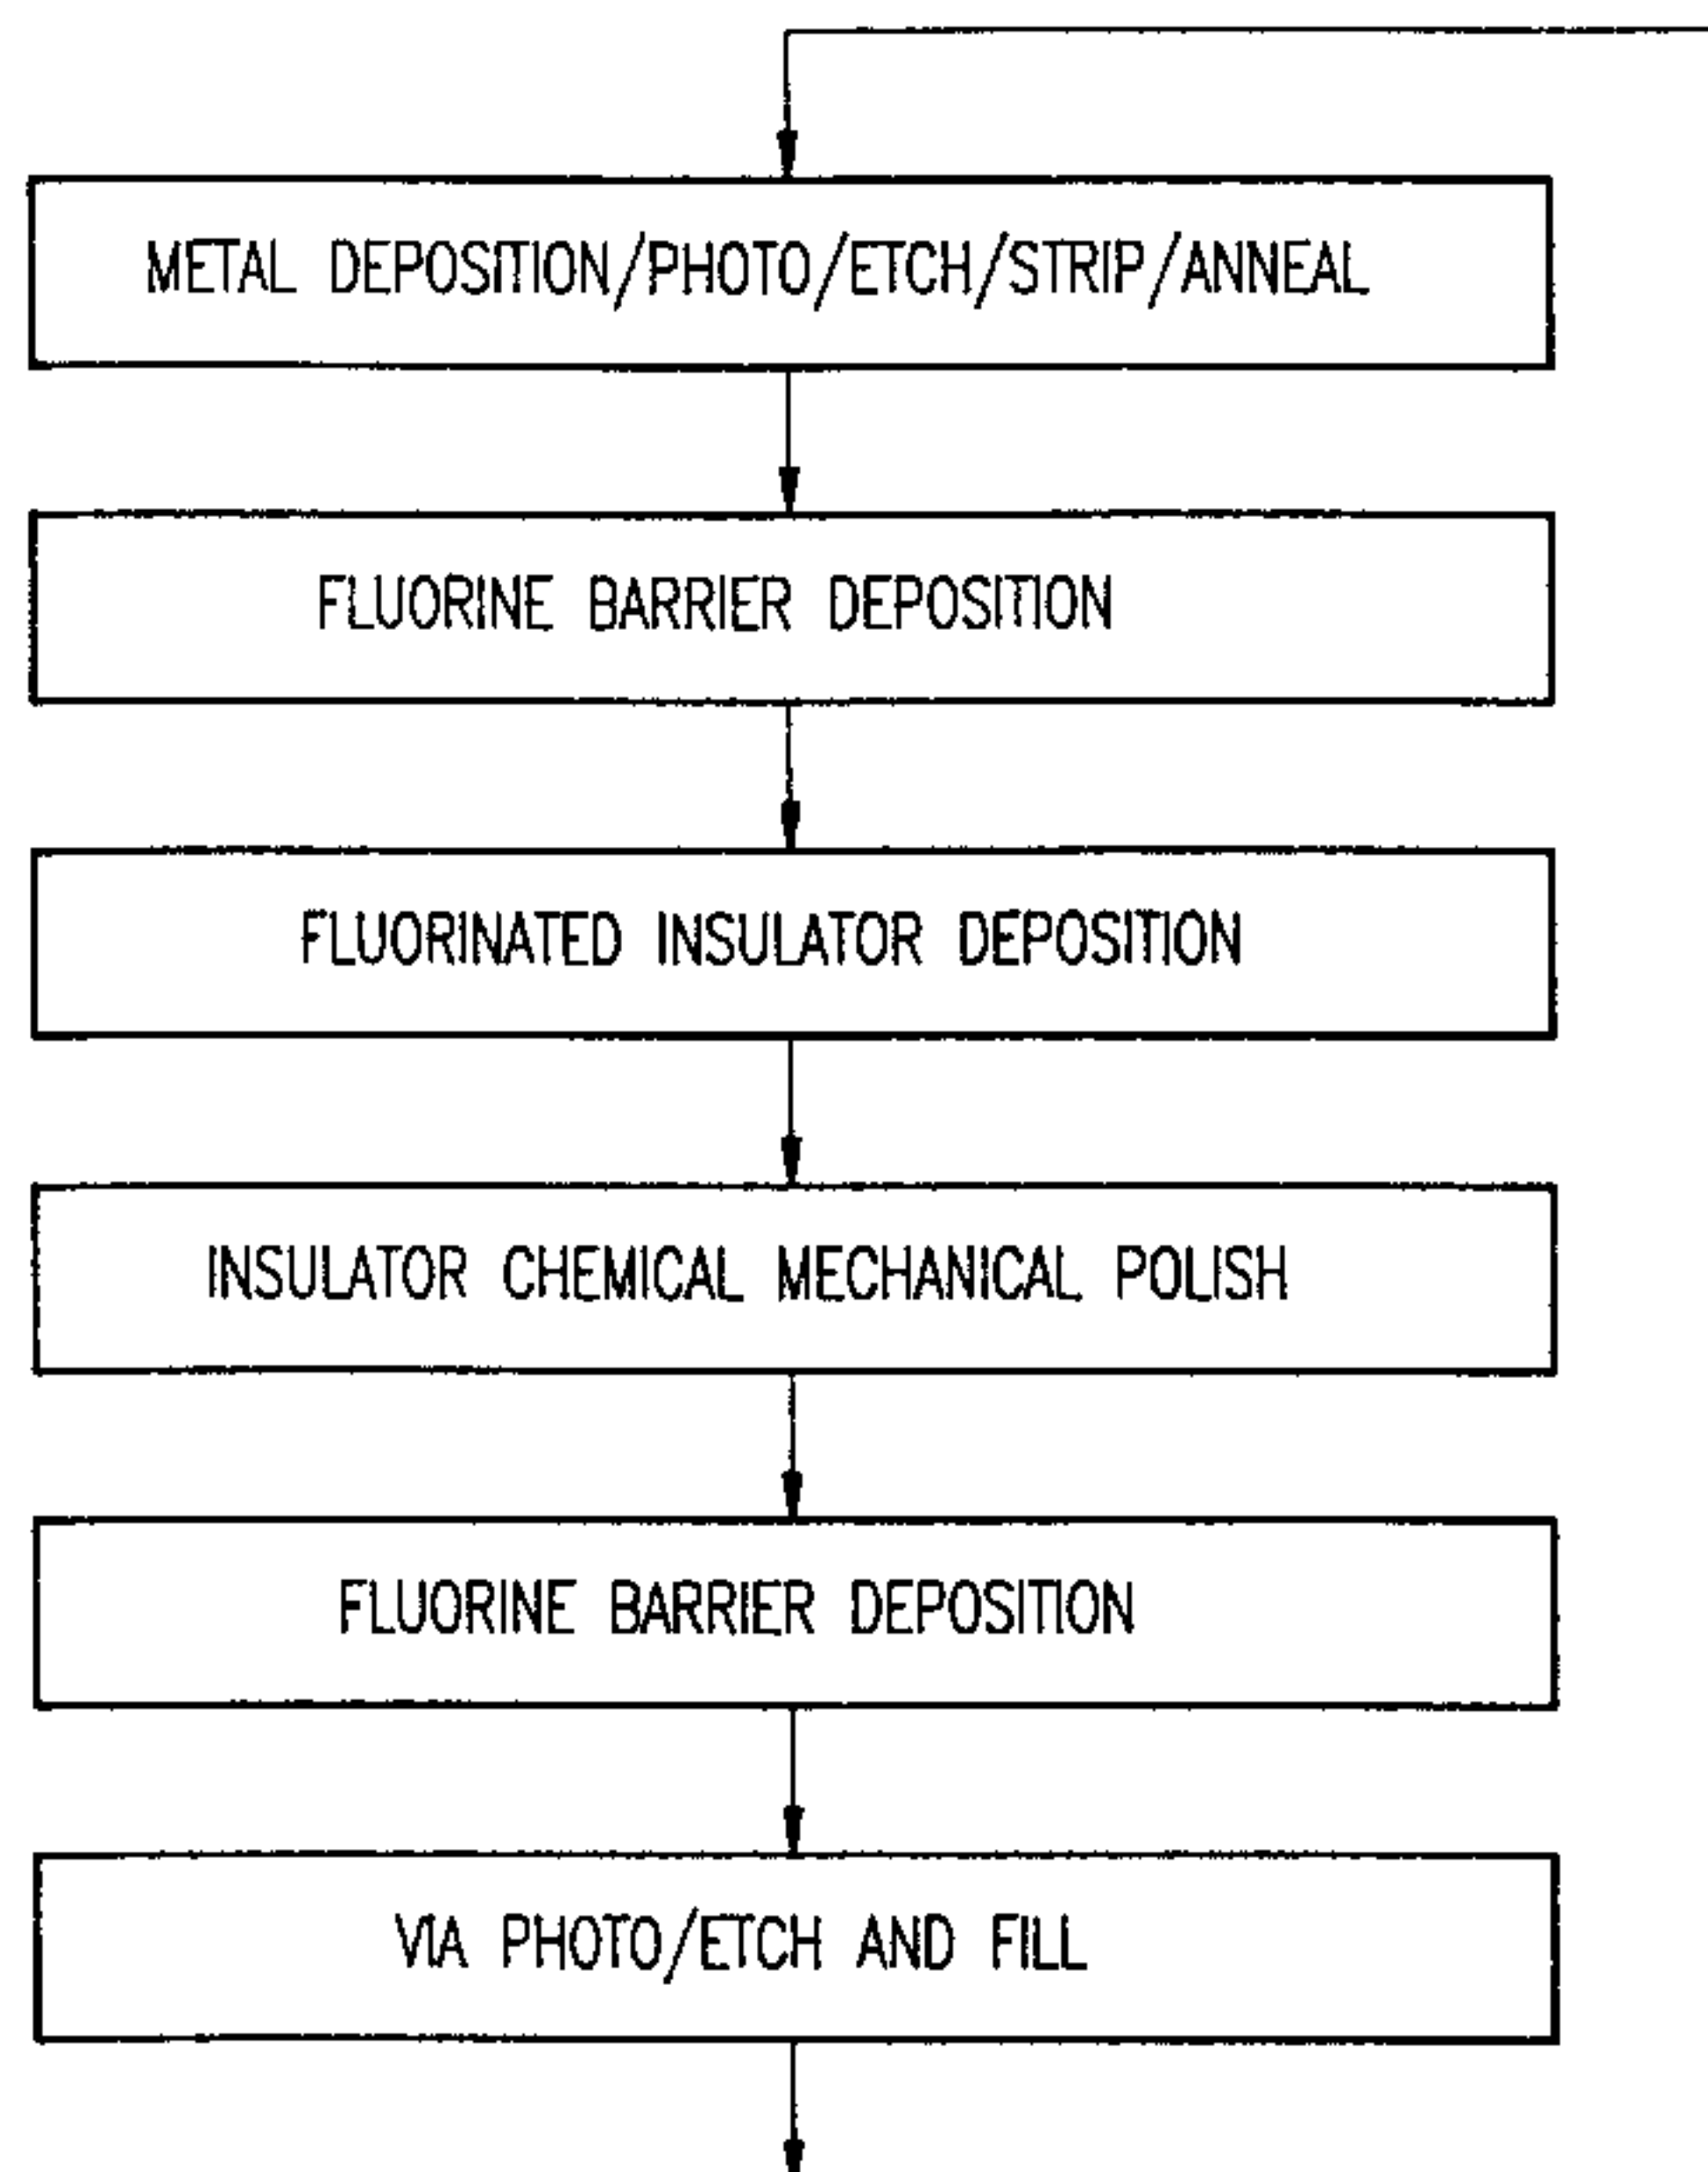 METAL DEPOSITION/PHOTO/ETCH/STRIP/ANNEAL
FLUORINE BARRIER DEPOSITION
FLUORINATED INSULATOR DEPOSITION
INSULATOR CHEMICAL MECHANICAL POLISH
FLUORINE BARRIER DEPOSITION
VIA PHOTO/ETCH AND FILL